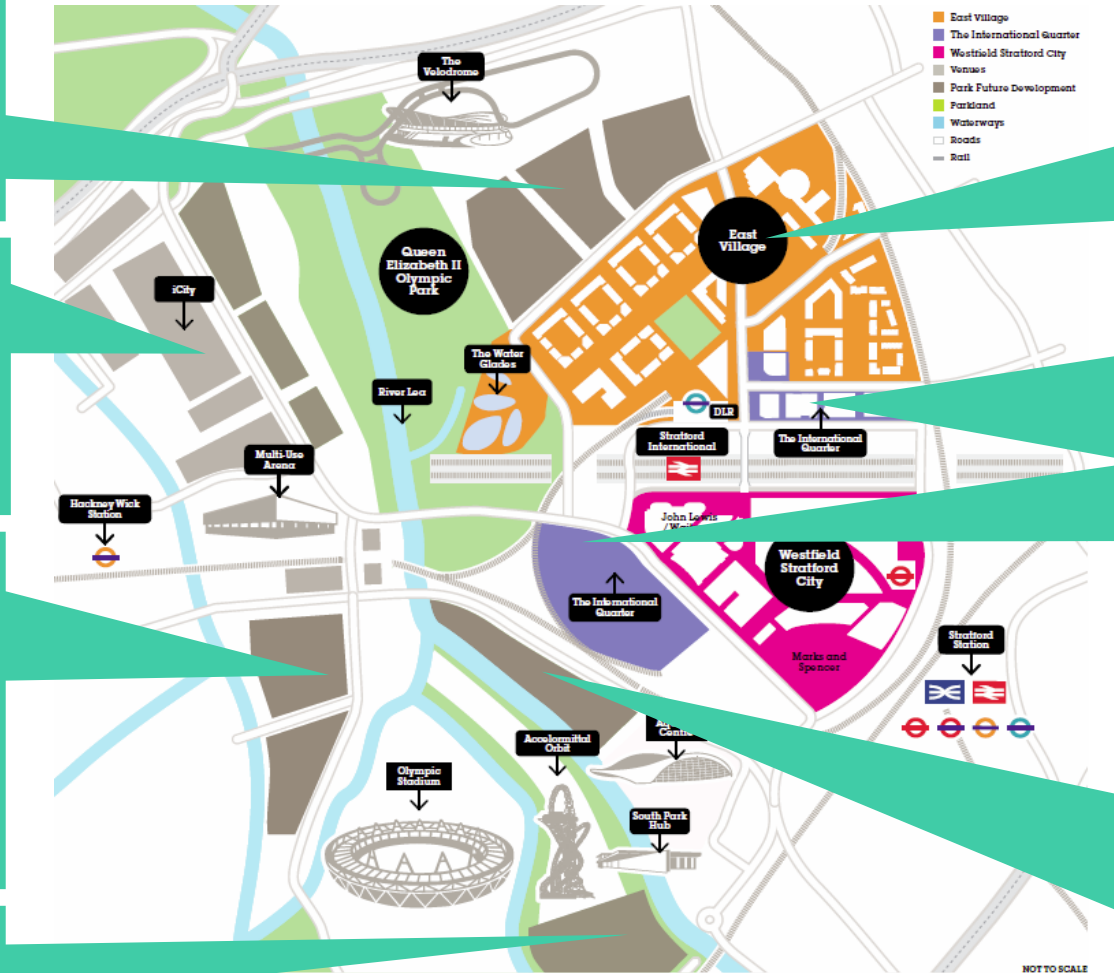 East Village
The International Quarter
Westfield Stratford City
Venues
Park Future Development
Parkland
Waterways
Roads
Rail
The
Velodrome
East
Village
Queen
Elizabeth II
Olympic
Park
iCity
The Water
Glades
River Lea
DLR
Stratford
International
The International
Quarter
Multi-Use
Arena
Hackney Wick
Station
John Lewis
Westfield
Stratford
City
The International
Quarter
Marks and
Spencer
Stratford
Station
Centre
Accelormittal
Orbit
Olympic
Stadium
South Park
Hub
NOT TO SCALE